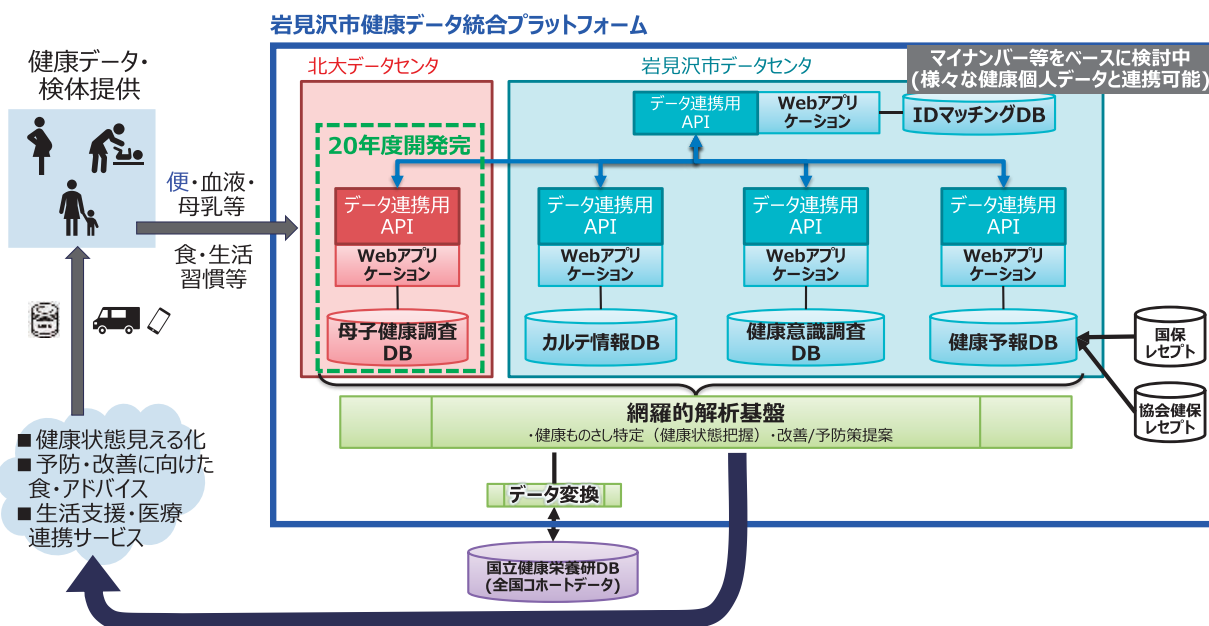 岩見沢市健康データ統合プラットフォーム
健康データ・
検体提供
便・血液・
母乳等
食・生活
習慣等
北大データセンタ
20年度開発完
データ連携用
API
Webアプリ
ケーション
母子健康調査
DB
岩見沢市データセンタ
マイナンバー等をベースに検討中
(様々な健康個人データと連携可能)
データ連携用
API
Webアプリ
ケーション
IDマッチングDB
データ連携用
API
Webアプリ
ケーション
カルテ情報DB
データ連携用
API
Webアプリ
ケーション
健康意識調査
DB
データ連携用
API
Webアプリ
ケーション
健康予報DB
国保
レセプト
協会健保
レセプト
網羅的解析基盤
・健康ものさし特定（健康状態把握）・改善/予防策提案
データ変換
国立健康栄養研DB
(全国コホートデータ)
■ 健康状態見える化
■ 予防・改善に向けた
食・アドバイス
■ 生活支援・医療
連携サービス